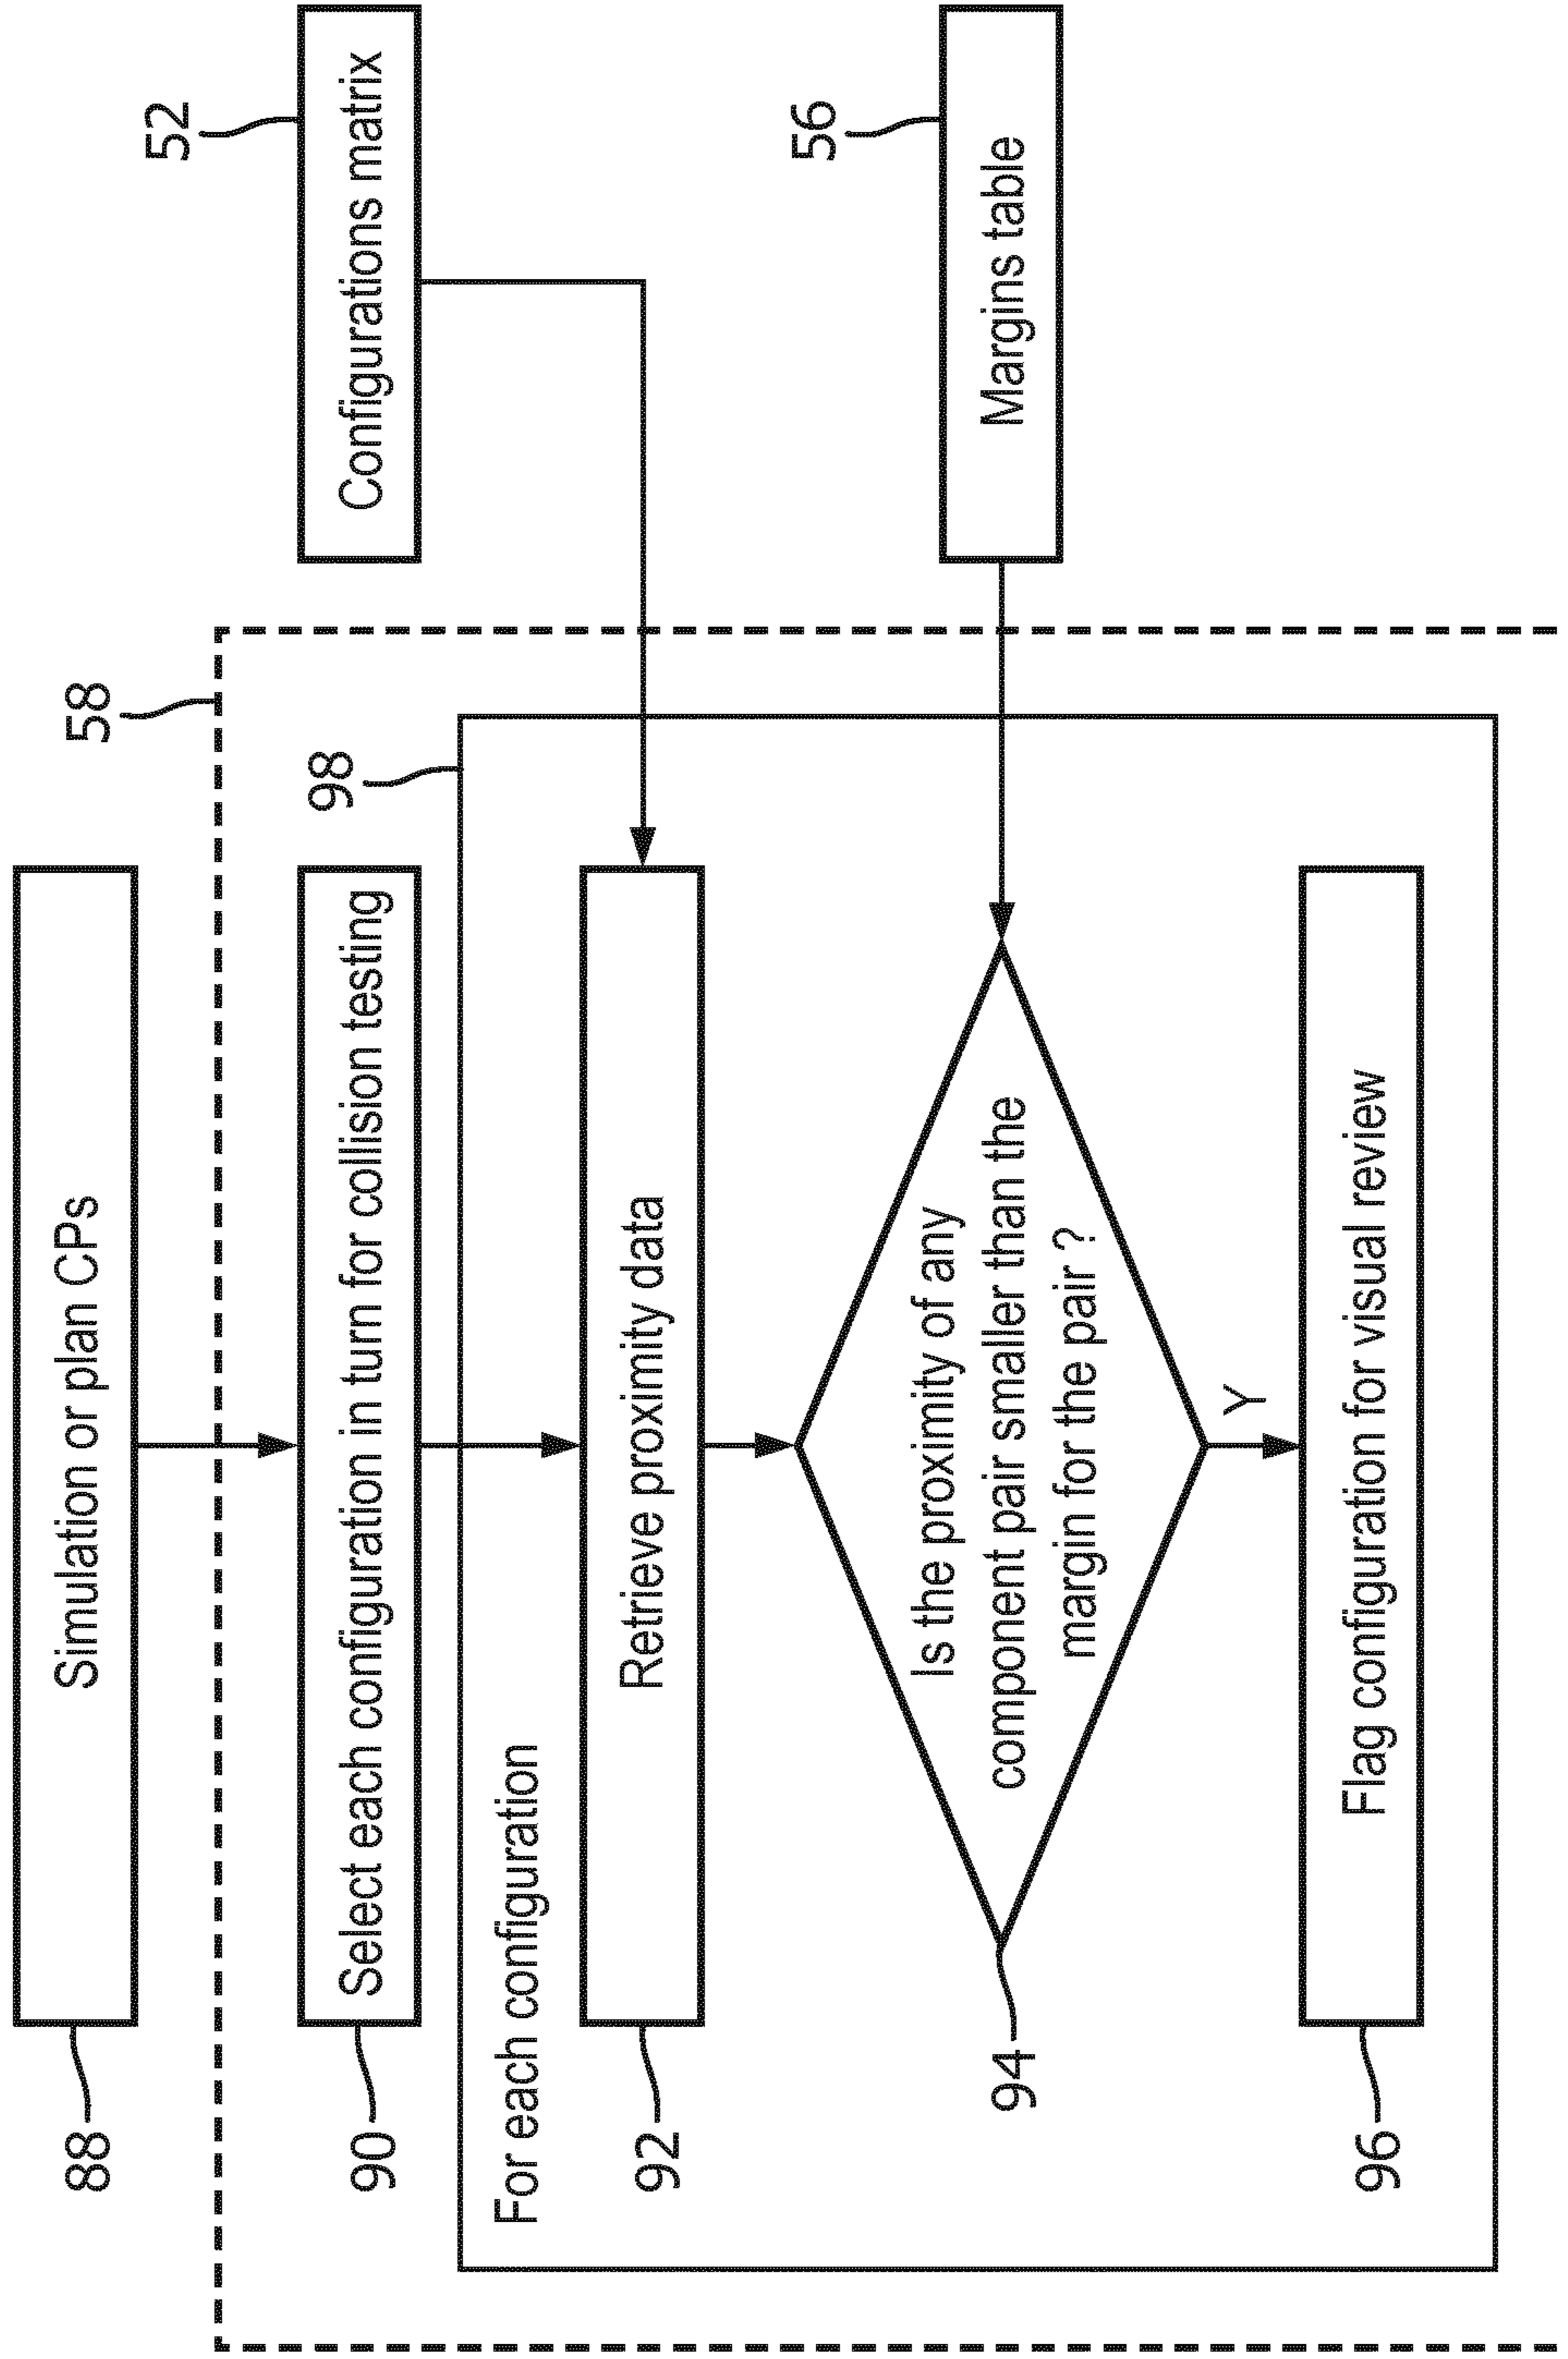 88
Simulation or plan CPs
58
90
Select each configuration in turn for collision testing
52
Configurations matrix
98
For each configuration
92
Retrieve proximity data
94
Is the proximity of any
component pair smaller than the
margin for the pair ?
56
Margins table
Y
96
Flag configuration for visual review